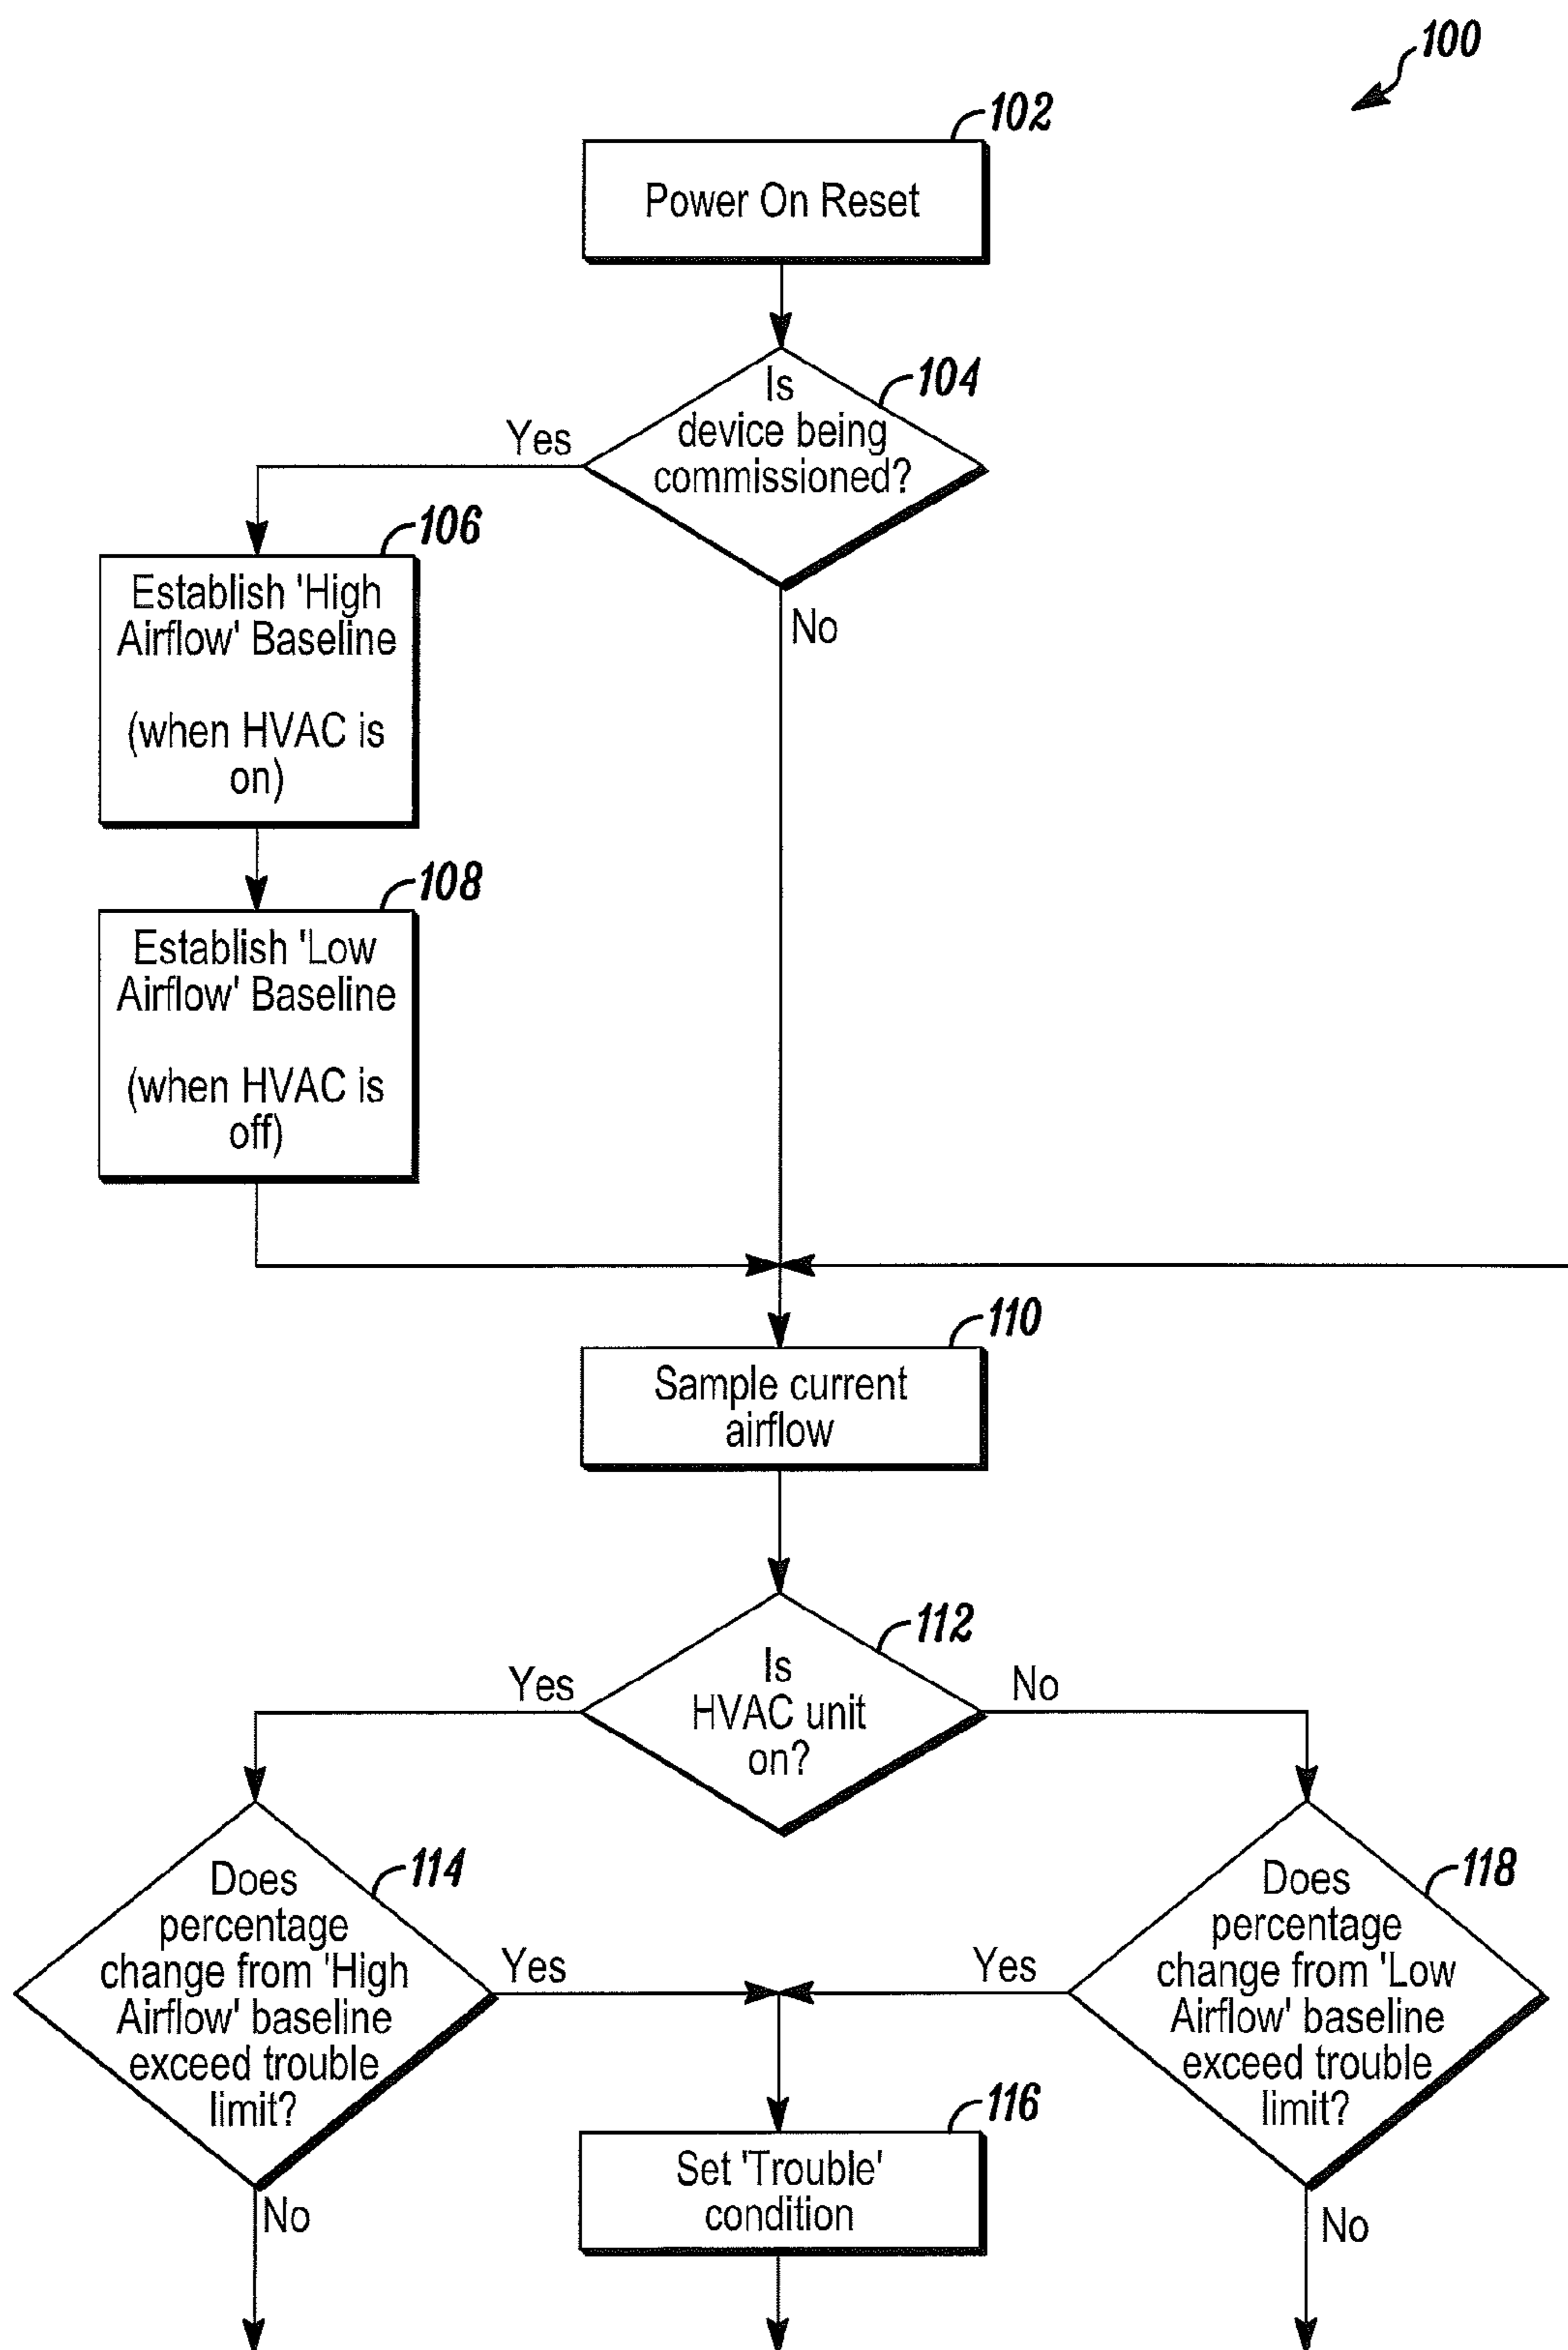 100
102
Power On Reset
104
Is
device being
commissioned?
Yes
No
106
Establish 'High
Airflow' Baseline
(when HVAC is
on)
108
Establish 'Low
Airflow' Baseline
(when HVAC is
off)
110
Sample current
airflow
112
Is
HVAC unit
on?
Yes
No
114
Does
percentage
change from 'High
Airflow' baseline
exceed trouble
limit?
Yes
No
118
Does
percentage
change from 'Low
Airflow' baseline
exceed trouble
limit?
Yes
No
116
Set 'Trouble'
condition